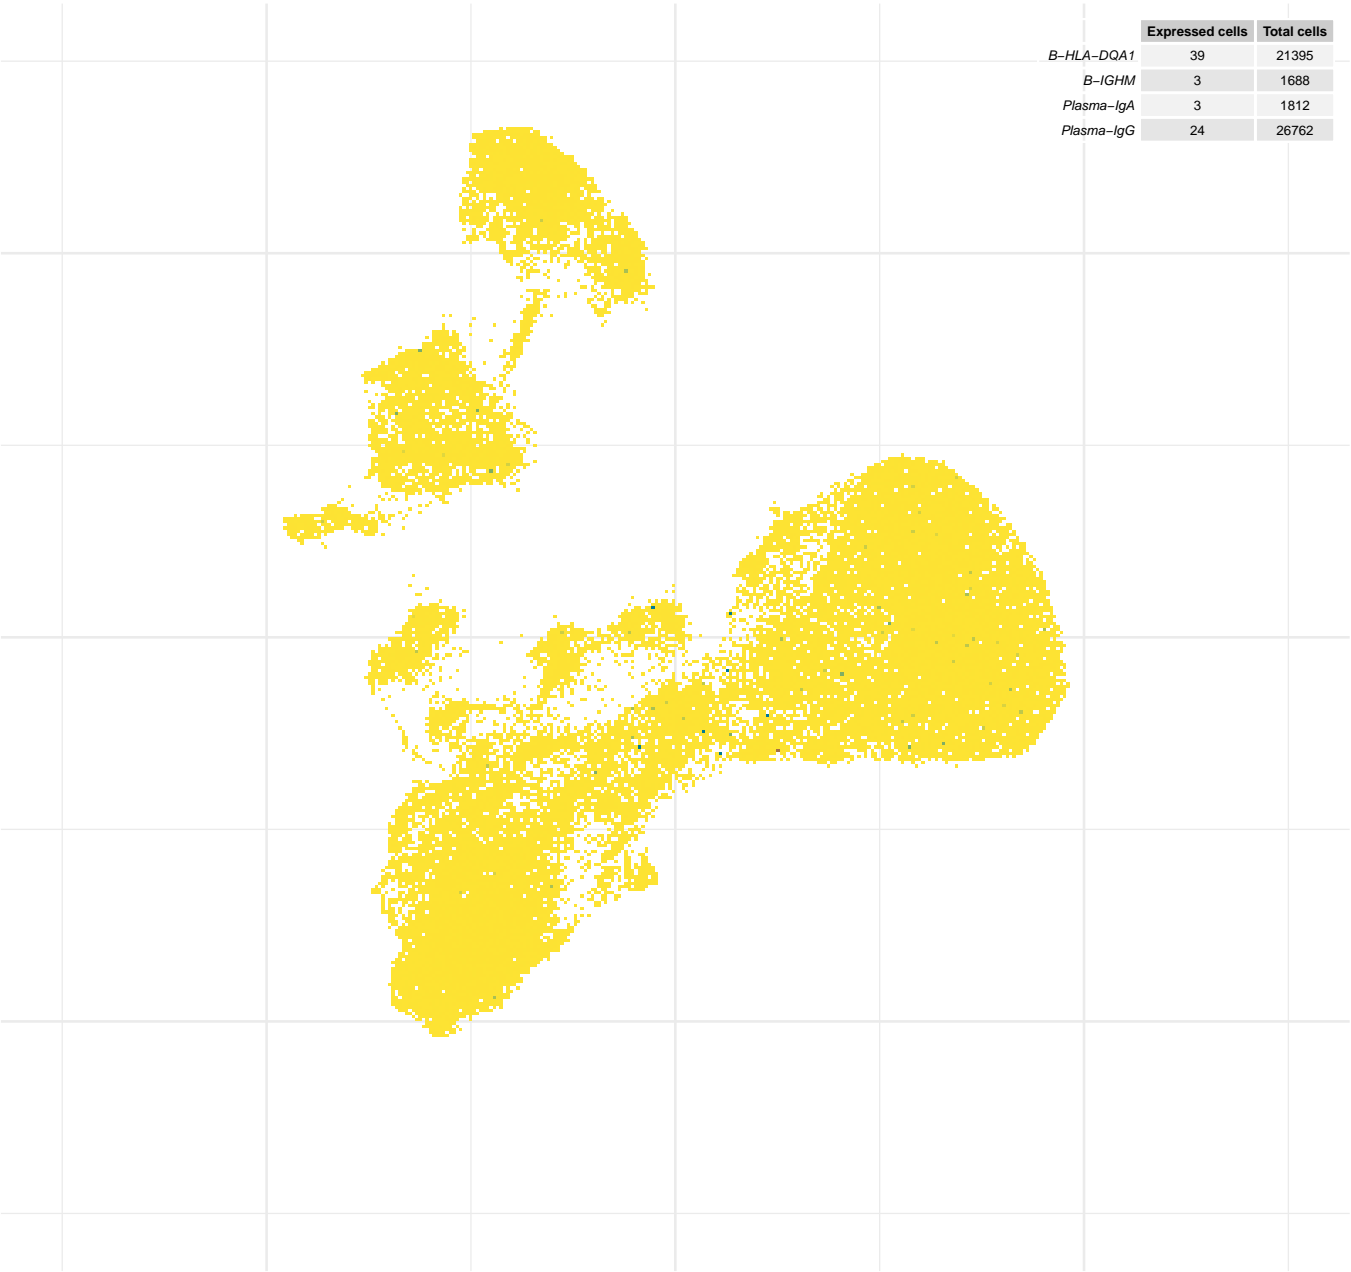 Expressed cells Total cells
B−HLA−DQA1 39 21395
B−IGHM 3 1688
Plasma−IgA 3 1812
Plasma−IgG 24 26762